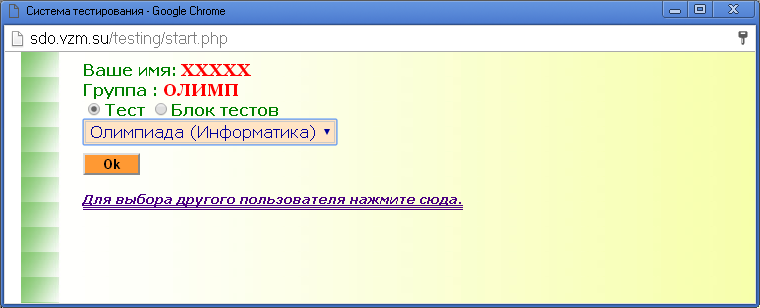 Система тестирования - Google Chrome
sdo.vzm.su/testing/start.php
Ваше имя: XXXXX
Группа : ОЛИМП
Тест Блок тестов
Олимпиада (Информатика)
Ok
Для выбора другого пользователя нажмите сюда.